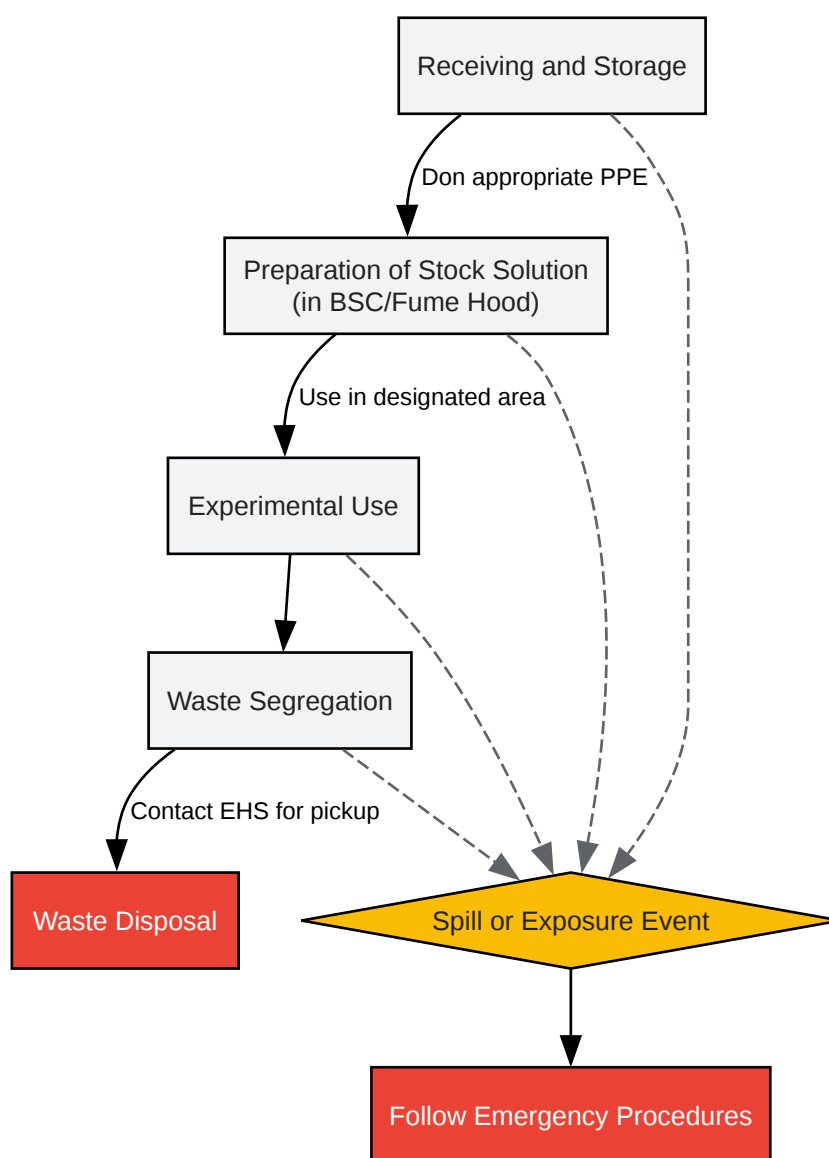 Receiving and Storage
Don appropriate PPE
Preparation of Stock Solution
(in BSC/Fume Hood)
Use in designated area
Experimental Use
Waste Segregation
Contact EHS for pickup
Waste Disposal
Spill or Exposure Event
Follow Emergency Procedures